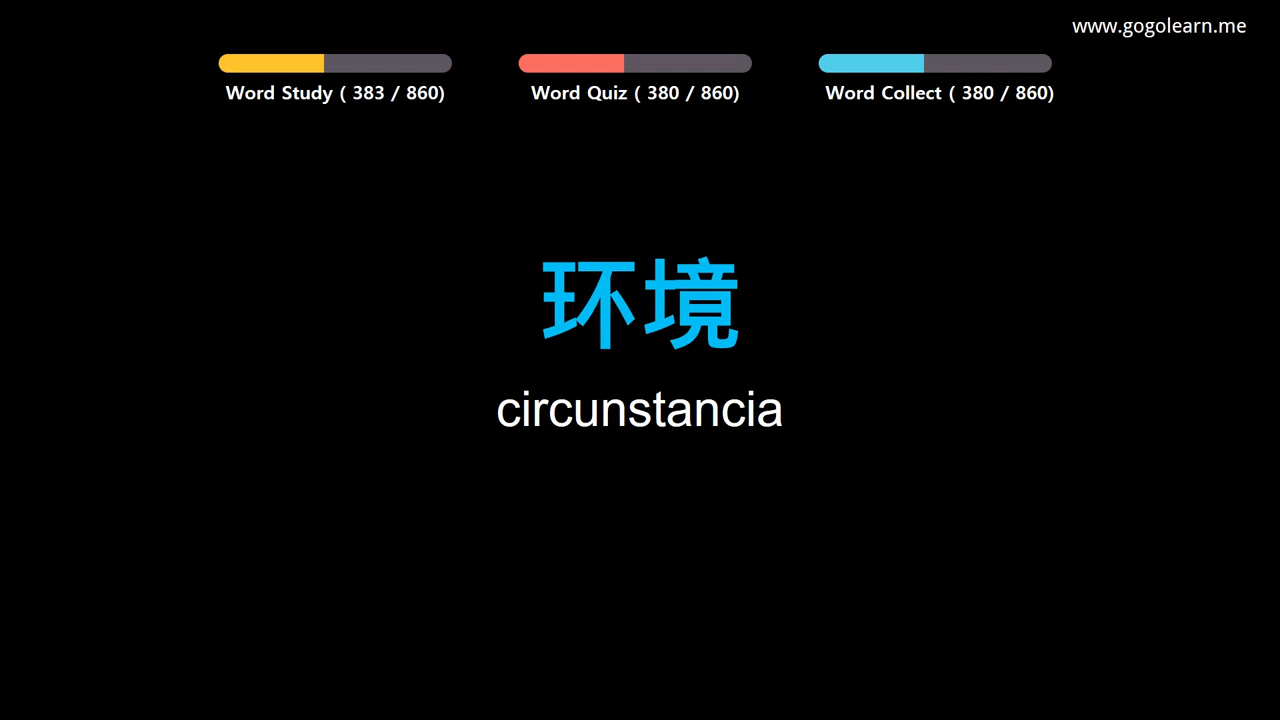 www.gogolearn.me
Word Study ( 383 / 860)
Word Quiz ( 380 / 860)
Word Collect ( 380 / 860)
环境
circunstancia